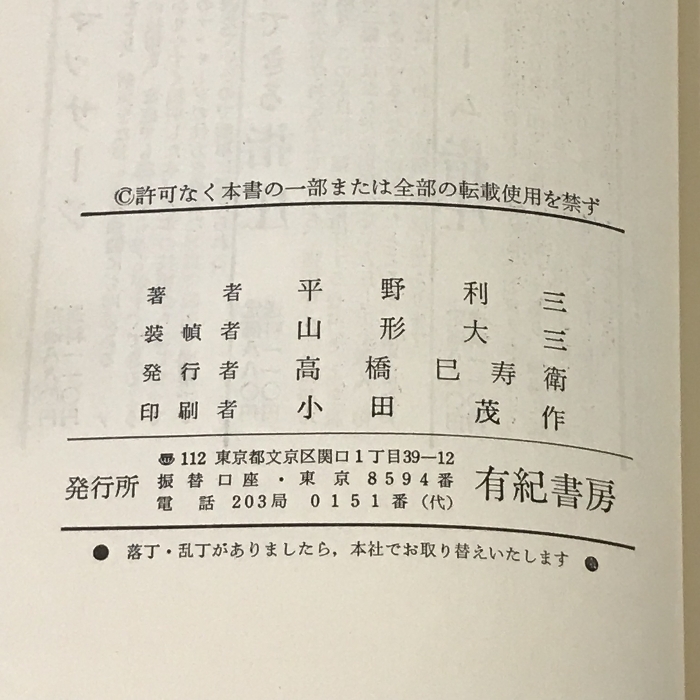 ©許可なく本書の一部または全部の転載使用を禁ず
著者 平野利三
装幀者 山形大三
発行者 高橋巳寿衛
印刷者 小田茂作
発行所
〠112 東京都文京区関口1丁目39―12
振替口座・東京8594番
電話 203局 0151番(代)
有紀書房
● 落丁・乱丁がありましたら,本社でお取り替えいたします ●